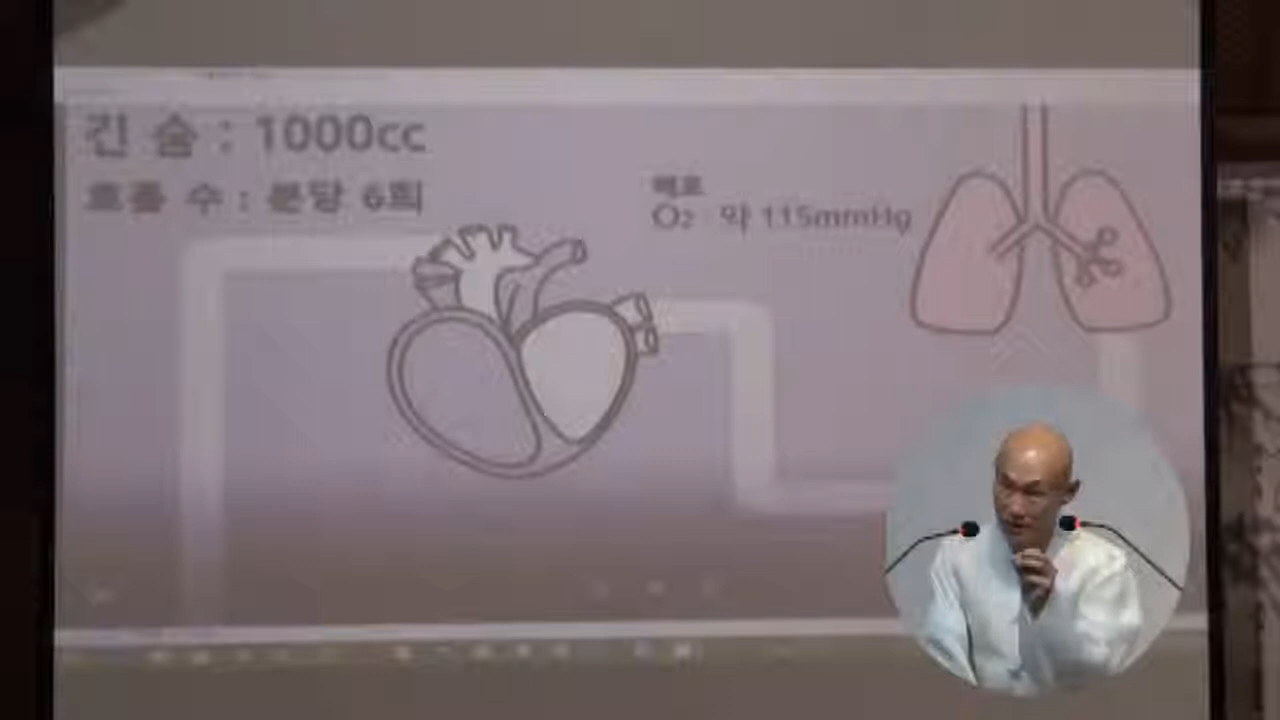 긴 숨 : 1000cc
호흡 수 : 분당 6회
폐포
O₂ 약 115mmHg